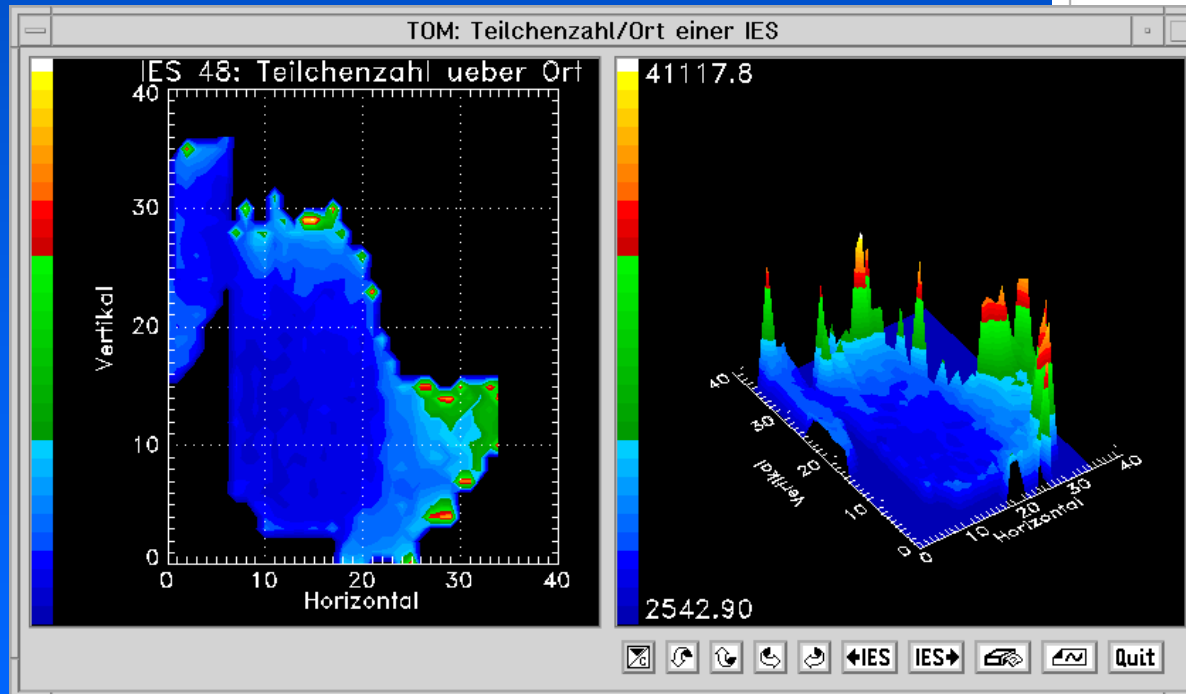 TOM: Teilchenzahl/Ort einer IES
IES 48: Teilchenzahl ueber Ort
40
30
20
10
0
Vertikal
0 10 20 30 40
Horizontal
41117.8
40
30
20
10
0
Vertikal
0 10 20 30 40
Horizontal
2542.90
IES IES Quit